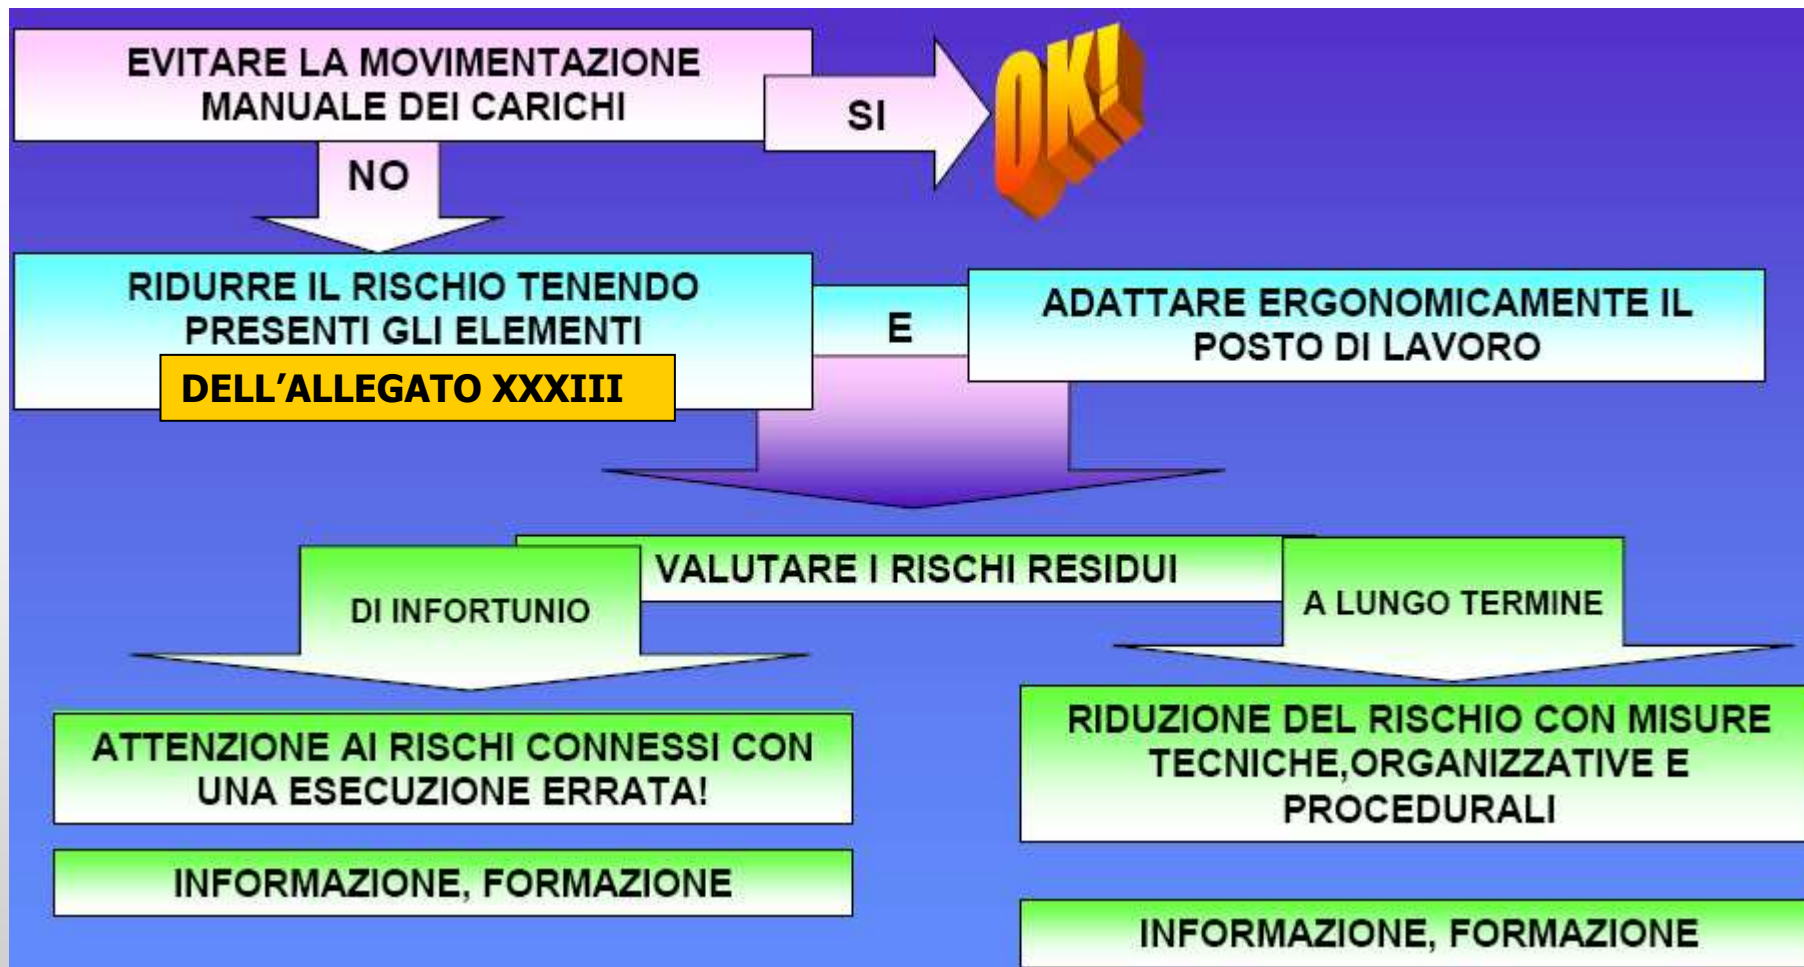 EVITARE LA MOVIMENTAZIONE
MANUALE DEI CARICHI
SI
OK!
NO
RIDURRE IL RISCHIO TENENDO
PRESENTI GLI ELEMENTI
DELL'ALLEGATO XXXIII
E
ADATTARE ERGONOMICAMENTE IL
POSTO DI LAVORO
VALUTARE I RISCHI RESIDUI
DI INFORTUNIO
A LUNGO TERMINE
ATTENZIONE AI RISCHI CONNESSI CON
UNA ESECUZIONE ERRATA!
INFORMAZIONE, FORMAZIONE
RIDUZIONE DEL RISCHIO CON MISURE
TECNICHE,ORGANIZZATIVE E
PROCEDURALI
INFORMAZIONE, FORMAZIONE